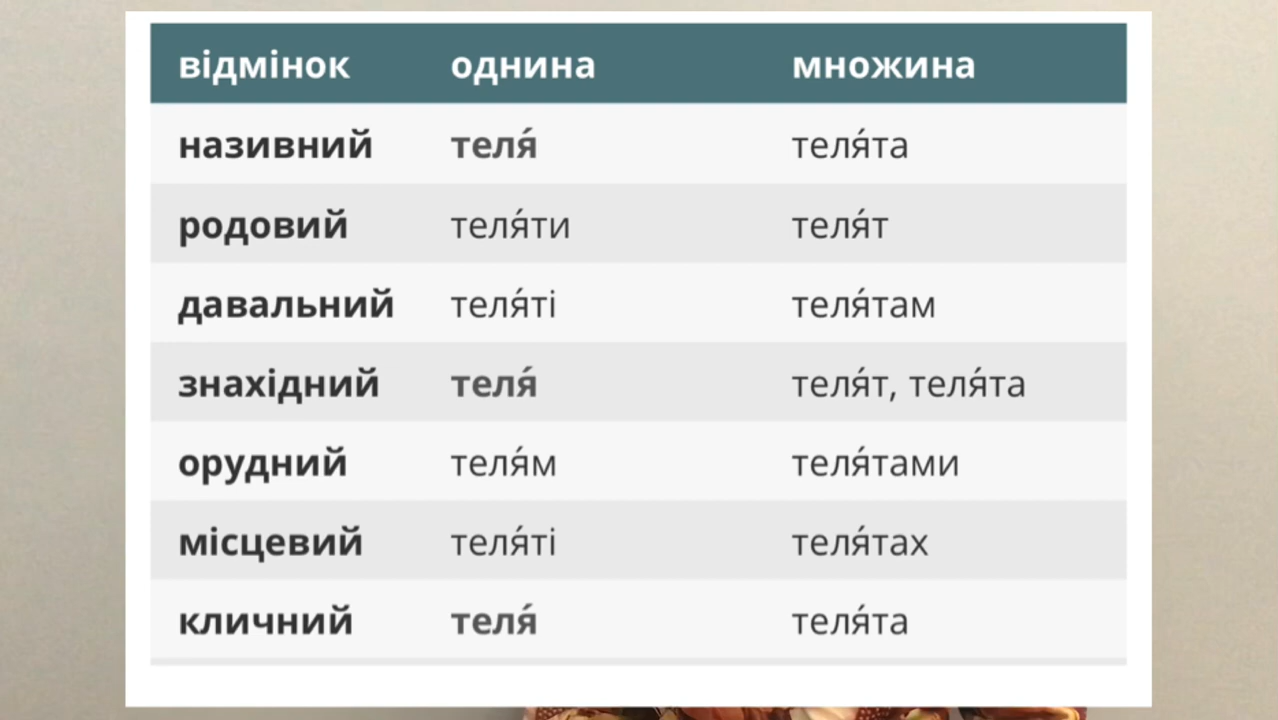 відмінок однина множина
називний теля́ теля́та
родовий теля́ти теля́т
давальний теля́ті теля́там
знахідний теля́ теля́т, теля́та
орудний теля́м теля́тами
місцевий теля́ті теля́тах
кличний теля́ теля́та